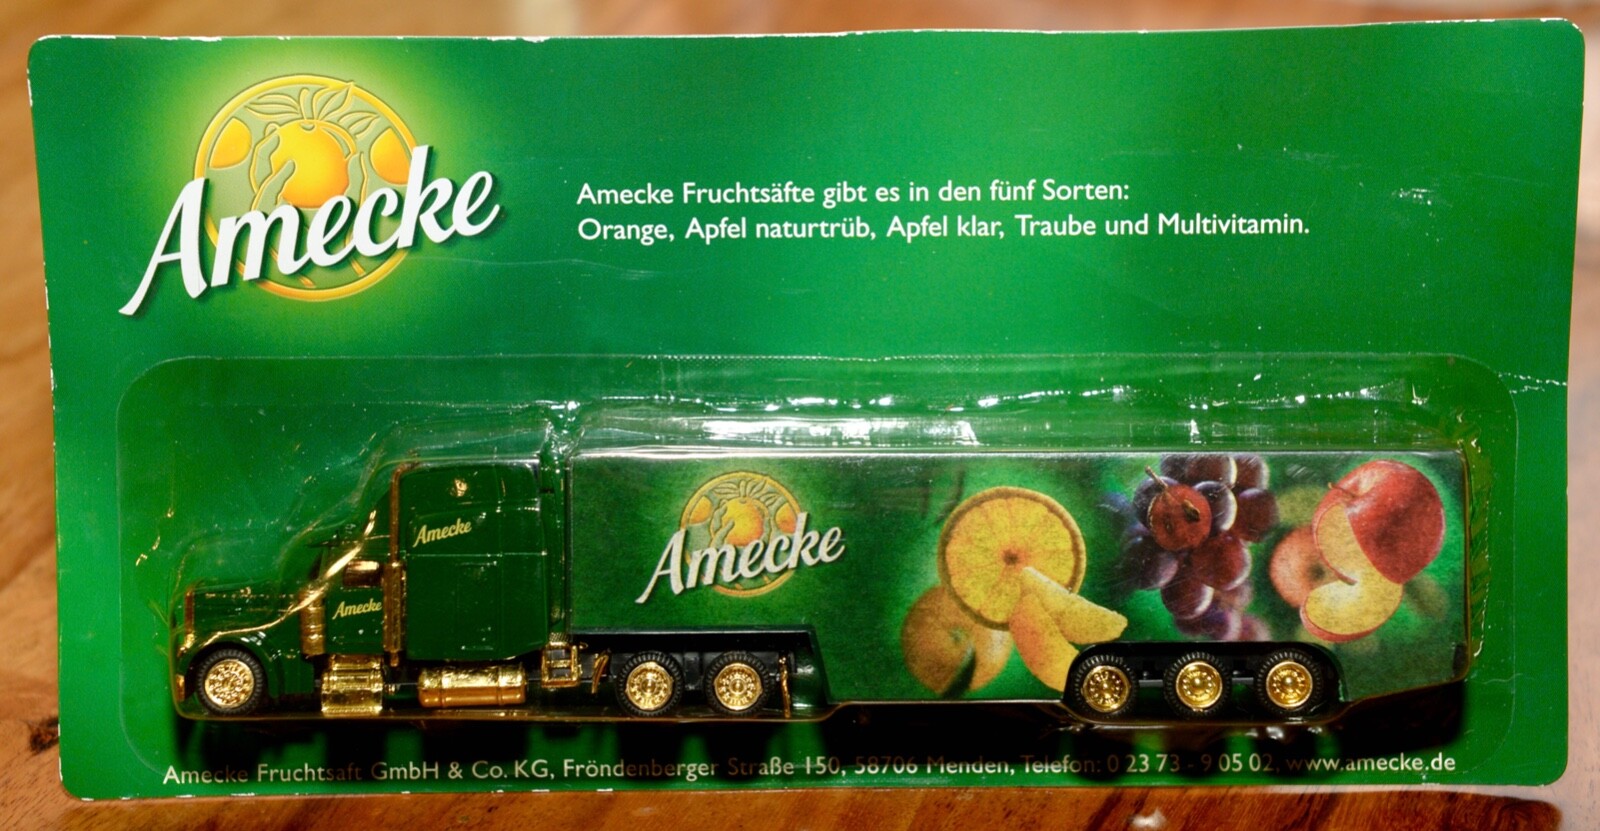 Amecke
Amecke Fruchtsäfte gibt es in den fünf Sorten:
Orange, Apfel naturtrüb, Apfel klar, Traube und Multivitamin.
Amecke
Amecke
Amecke
Amecke Fruchtsaft GmbH & Co. KG, Fröndenberger Straße 150, 58706 Menden, Telefon: 0 23 73 - 9 05 02, www.amecke.de